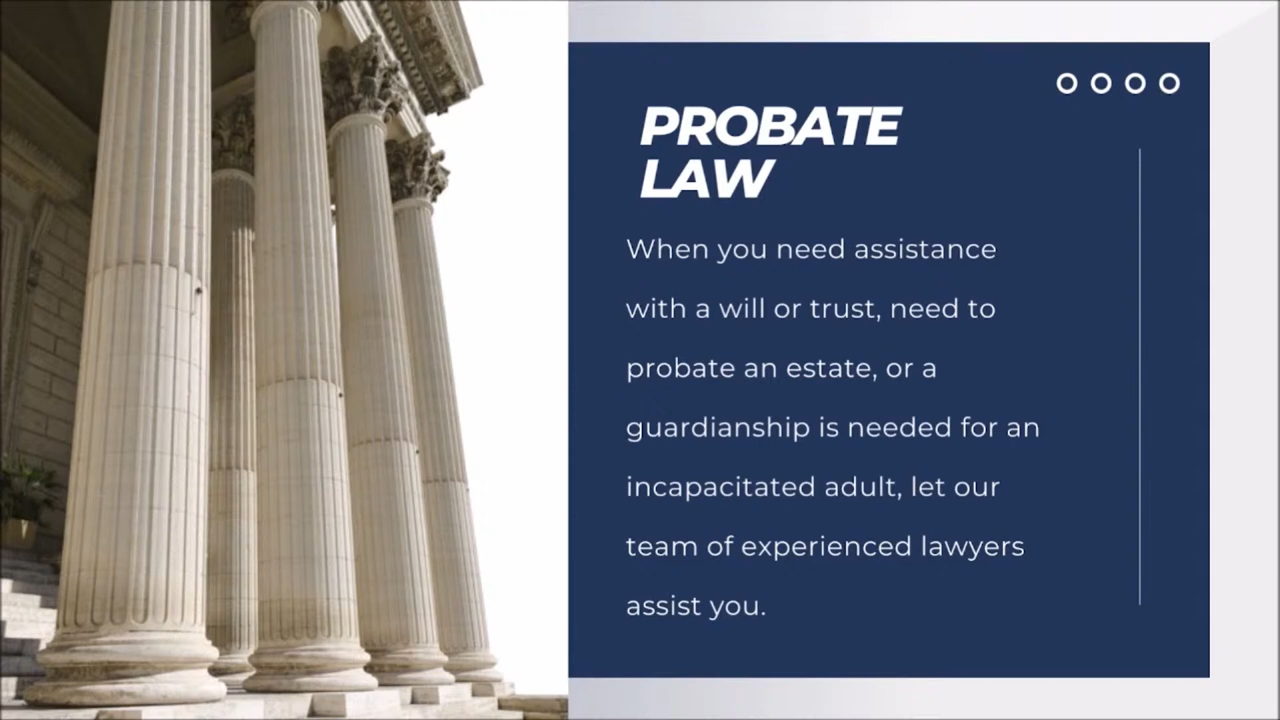 PROBATE
LAW
When you need assistance
with a will or trust, need to
probate an estate, or a
guardianship is needed for an
incapacitated adult, let our
team of experienced lawyers
assist you.